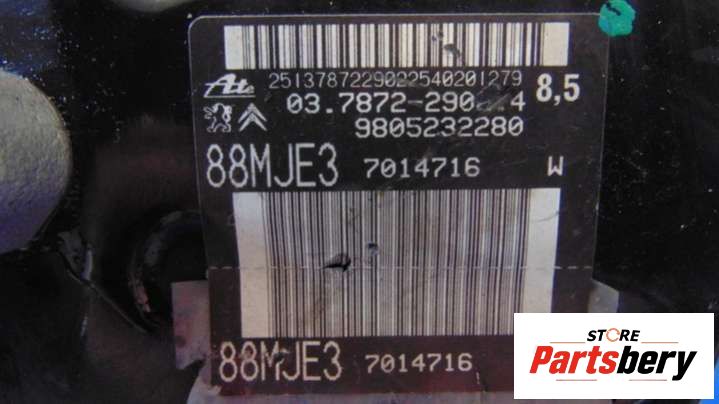 2513787229022540201279
Ate 03.7872-290 4 8,5
9805232280
88MJE3 7014716 W
88MJE3 7014716
STORE
Partsbery